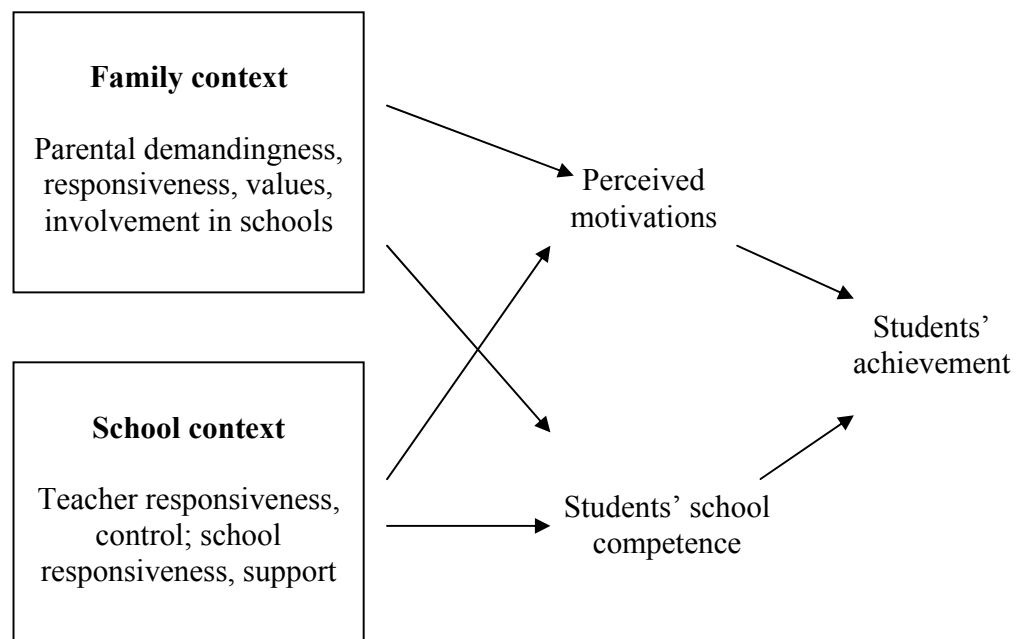 Family context
Parental demandingness,
responsiveness, values,
involvement in schools
Perceived
motivations
Students’
achievement
School context
Teacher responsiveness,
control; school
responsiveness, support
Students’ school
competence